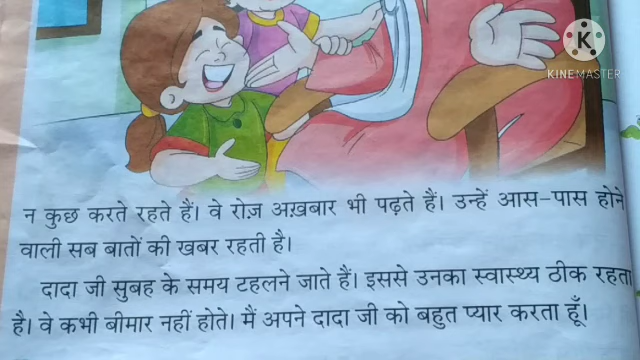 KINEMASTER
न कुछ करते रहते हैं। वे रोज़ अख़बार भी पढ़ते हैं। उन्हें आस-पास होने
वाली सब बातों की खबर रहती है।
दादा जी सुबह के समय टहलने जाते हैं। इससे उनका स्वास्थ्य ठीक रहता
है। वे कभी बीमार नहीं होते। मैं अपने दादा जी को बहुत प्यार करता हूँ।